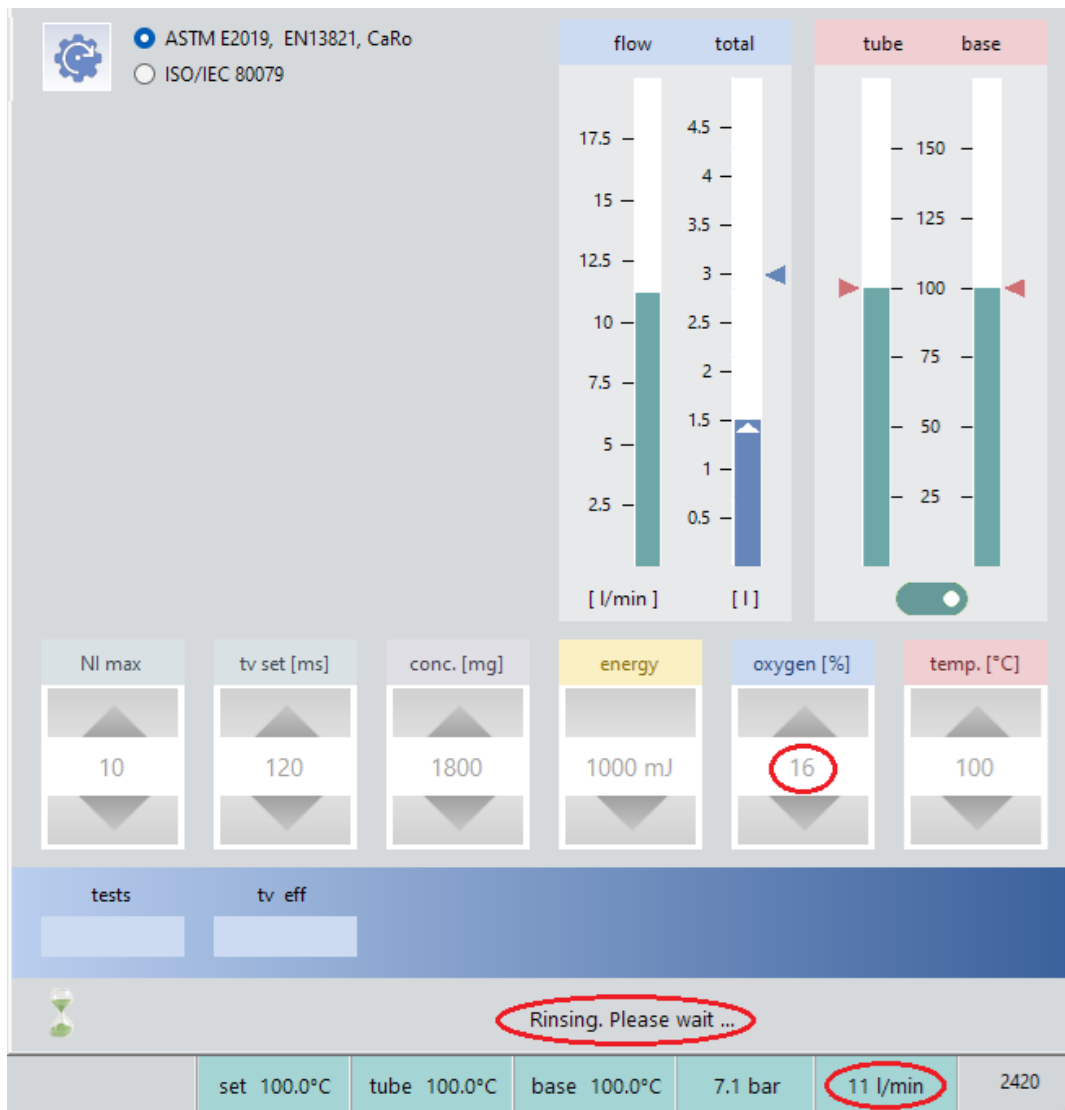 ASTM E2019, EN13821, CaRo
ISO/IEC 80079
flow total
17.5
15
12.5
10
7.5
5
2.5
4.5
4
3.5
3
2.5
2
1.5
1
0.5
[ l/min ] [ l ]
tube base
150
125
100
75
50
25
NI max
10
tv set [ms]
120
conc. [mg]
1800
energy
1000 mJ
oxygen [%]
16
temp. [°C]
100
tests tv eff
Rinsing. Please wait ...
set 100.0°C tube 100.0°C base 100.0°C 7.1 bar 11 l/min 2420